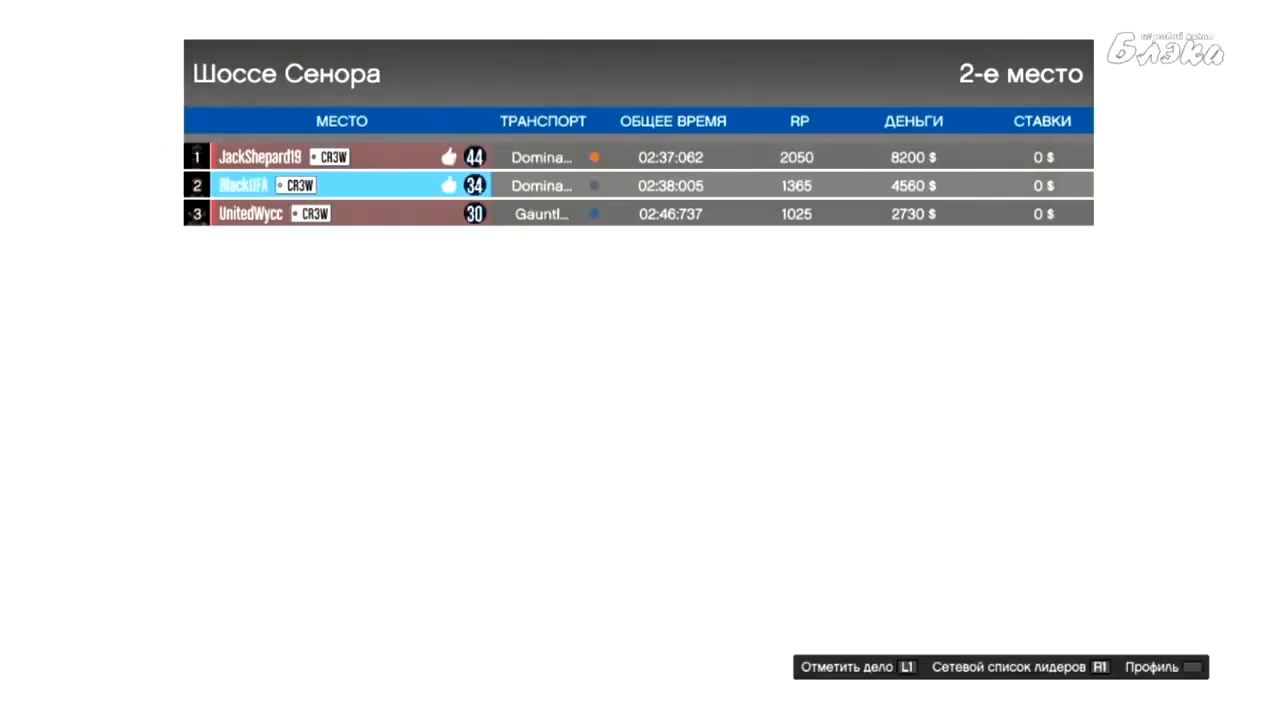 Блэка
Шоссе Сенора 2-е место
МЕСТО ТРАНСПОРТ ОБЩЕЕ ВРЕМЯ RP ДЕНЬГИ СТАВКИ
1 JackShepard19 CR3W 44 Domina... 02:37:062 2050 8200 $ 0 $
2 BlackUFA CR3W 34 Domina... 02:38:005 1365 4560 $ 0 $
3 UnitedWycc CR3W 30 Gauntl... 02:46:737 1025 2730 $ 0 $
Отметить дело L1 Сетевой список лидеров R1 Профиль